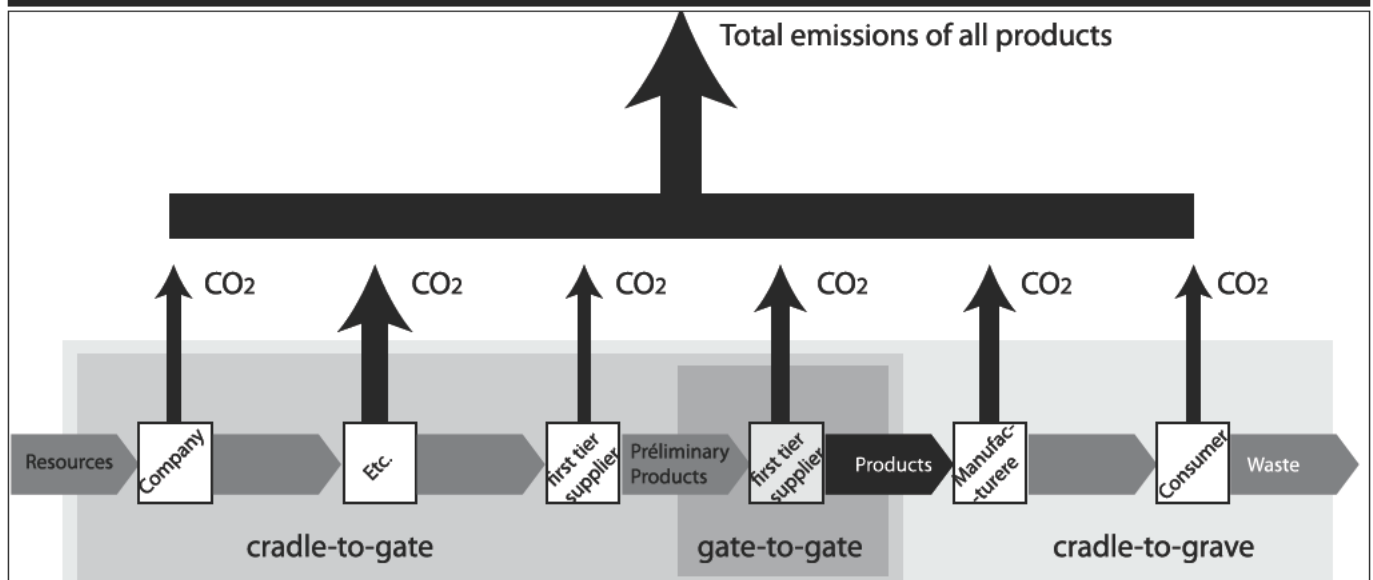 Total emissions of all products
CO2
CO2
CO2
CO2
CO2
CO2
Resources
Company
Etc.
first tier
supplier
Préliminary
Products
first tier
supplier
Products
Manufac-
-turere
Consumer
Waste
cradle-to-gate
gate-to-gate
cradle-to-grave